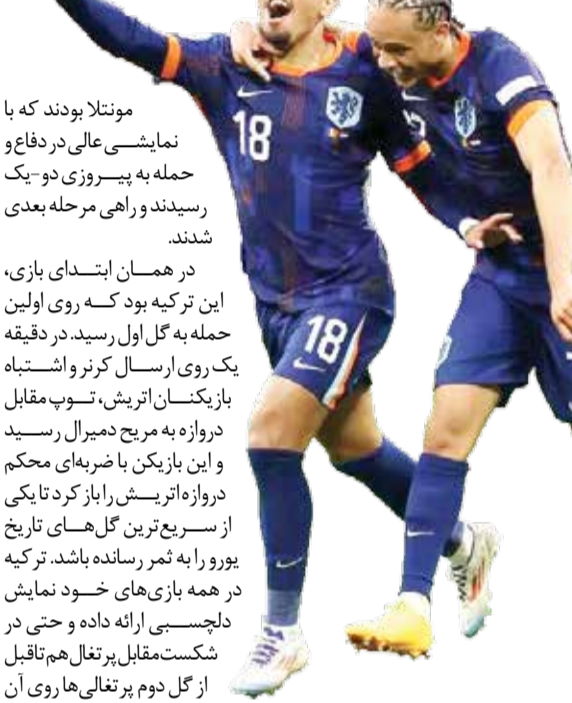 مونتلا بودند که با
نمایشی عالی در دفاع و
حمله به پیروزی دو-یک
رسیدند و راهی مرحله بعدی
شدند.
در همان ابتدای بازی،
این ترکیه بود که روی اولین
حمله به گل اول رسید. در دقیقه
یک روی ارسال کرنر و اشتباه
بازیکنان اتریش، توپ مقابل
دروازه به مریح دمیرال رسید
و این بازیکن با ضربه‌ای محکم
دروازه اتریش را باز کرد تا یکی
از سریع‌ترین گل‌های تاریخ
یورو را به ثمر رسانده باشد. ترکیه
در همه بازی‌های خود نمایش
دلچسبی ارائه داده و حتی در
شکست مقابل پرتغال هم تا قبل
از گل دوم پرتغالی‌ها روی آن
18
18